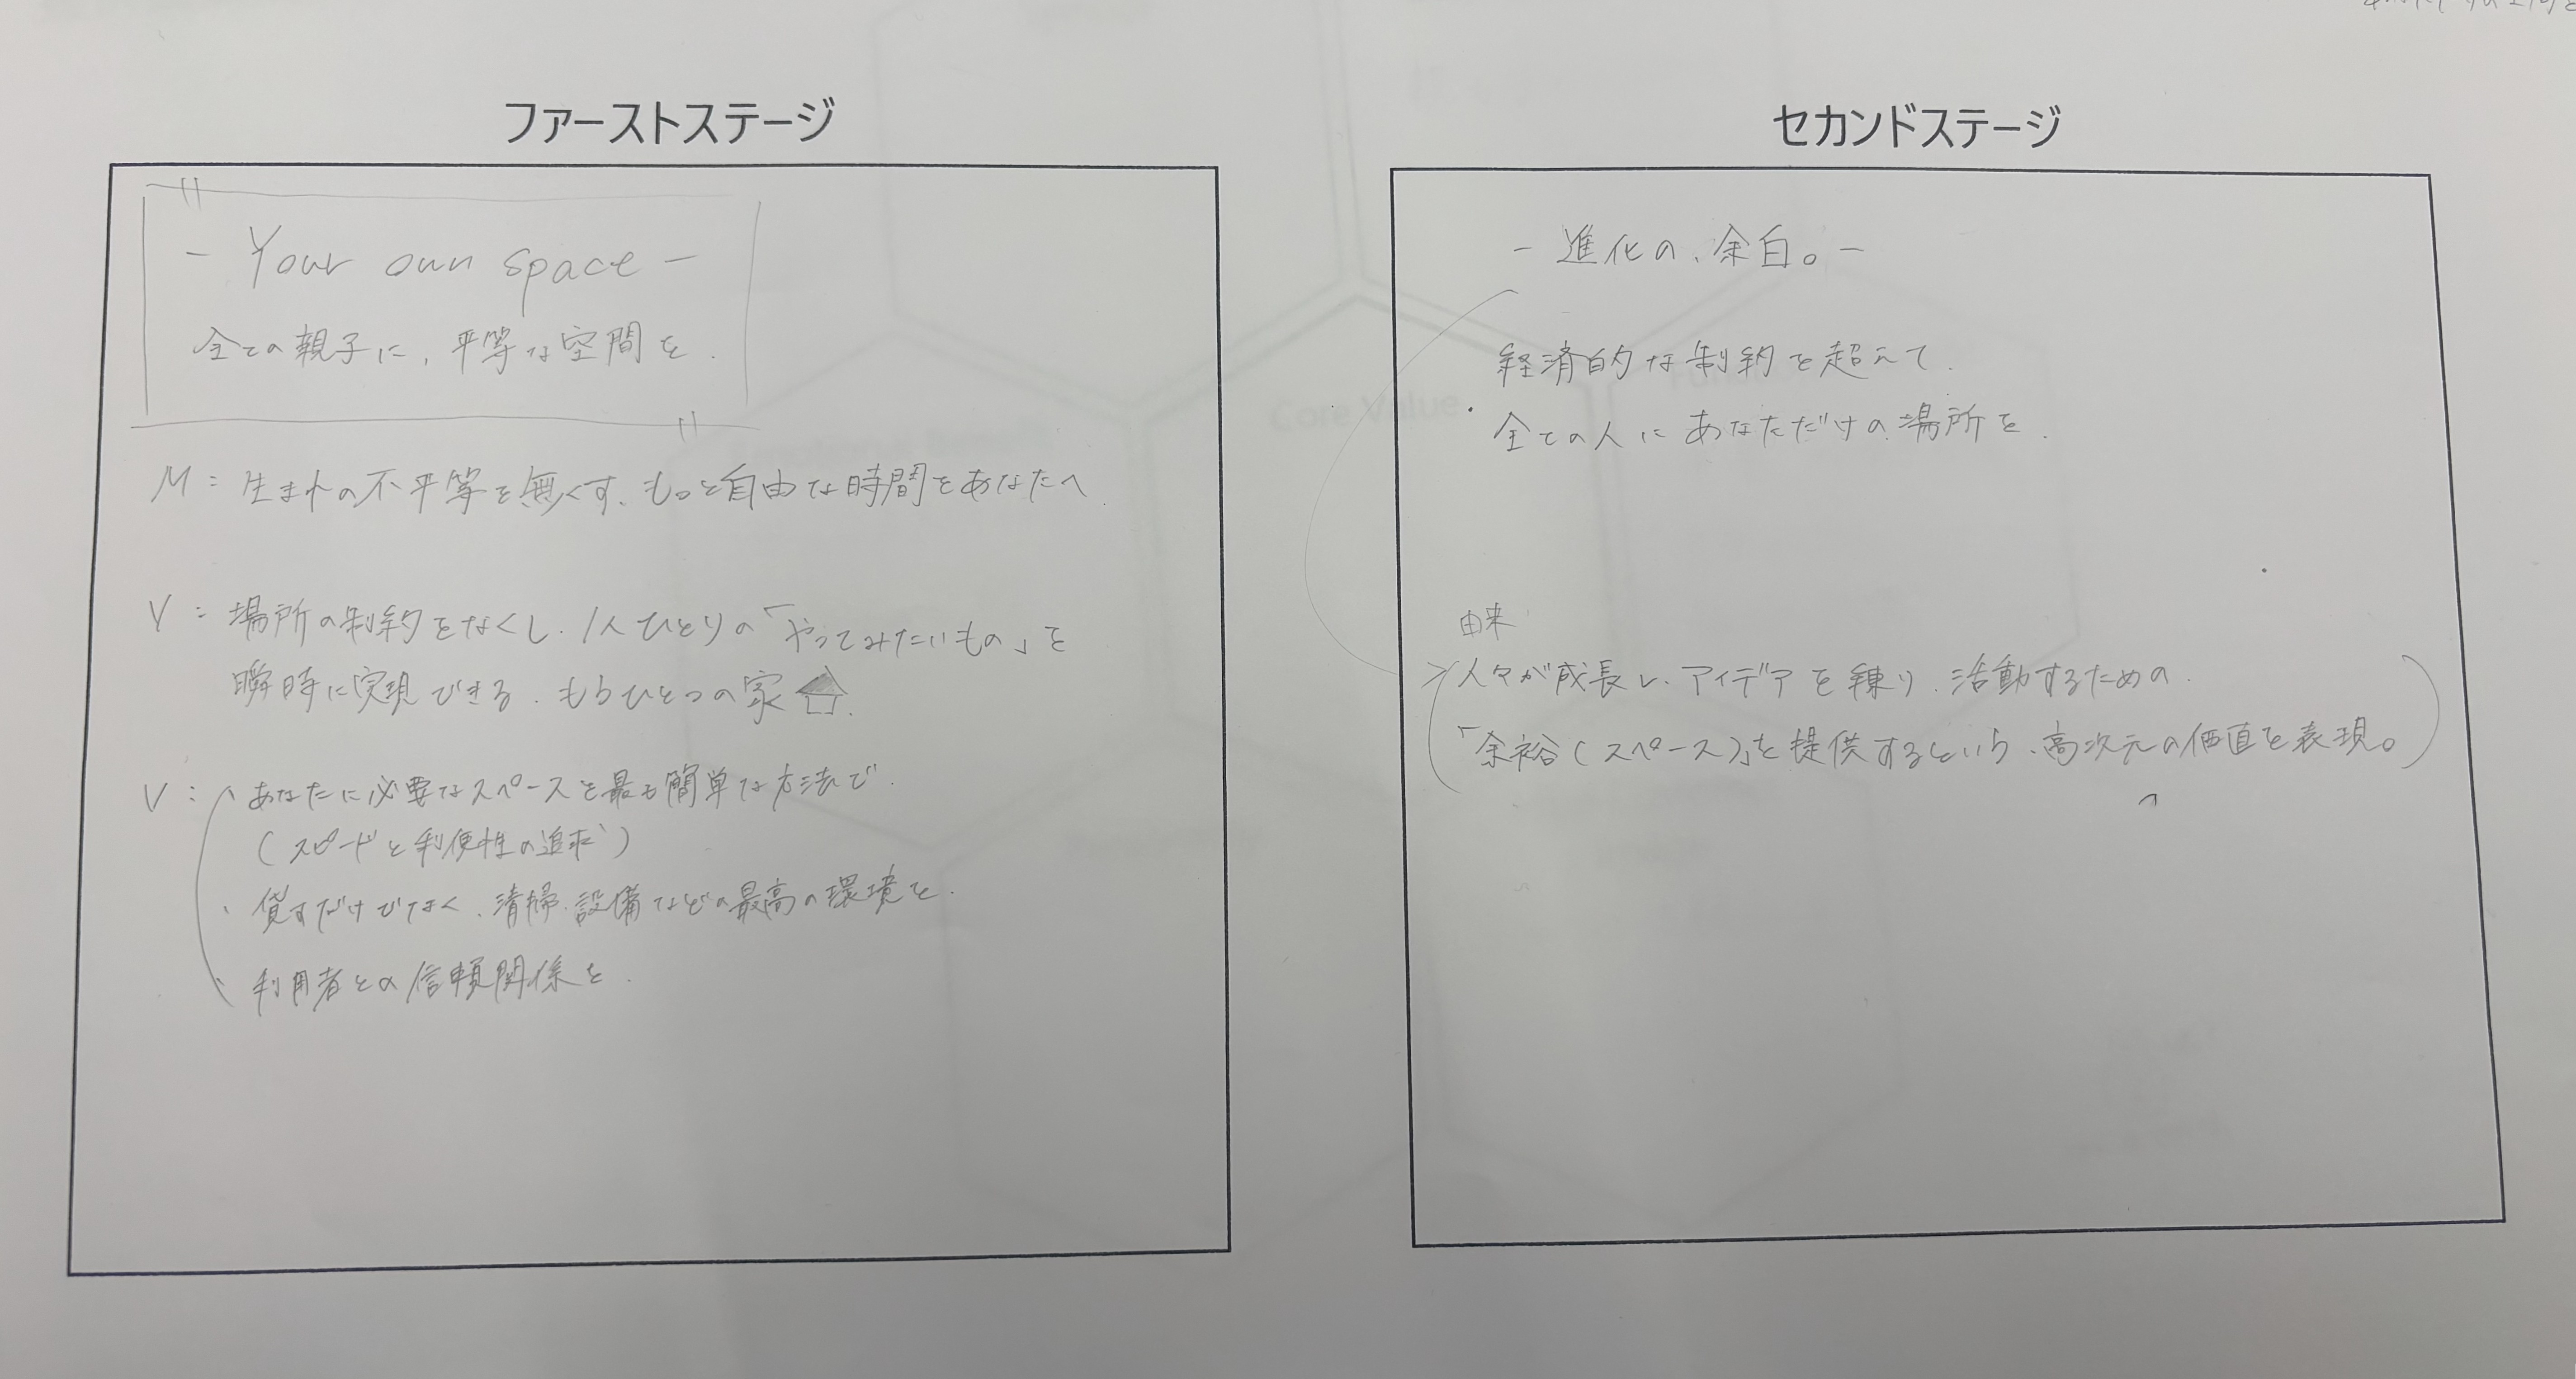 ファーストステージ
- Your own space -
全ての親子に、平等な空間を.
M: 生まれの不平等を無くす、もっと自由な時間をあなたへ
V: 場所の制約をなくし、1人ひとりの「やってみたいもの」を
瞬時に実現できる、もうひとつの家
V: ・あなたに必要なスペースを最も簡単な方法で.
(スピードと利便性の追求)
・貸すだけでなく、清掃、設備などの最高の環境を.
・利用者との信頼関係を.
セカンドステージ
- 進化の、余白。-
経済的な制約を超えて、
全ての人にあなただけの場所を.
由来
人々が成長し、アイデアを練り、活動するための、
「余裕(スペース)」を提供するという、高次元の価値を表現。
Core Value